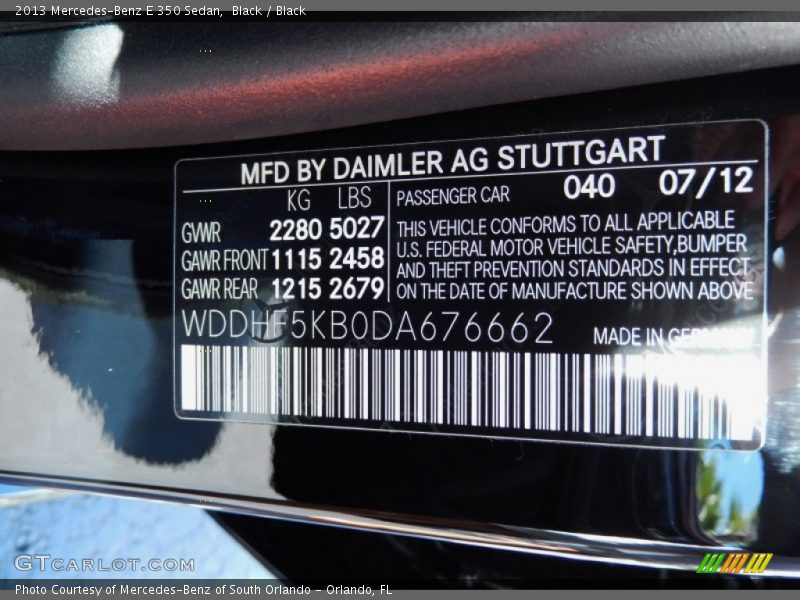 2013 Mercedes-Benz E 350 Sedan, Black / Black
MFD BY DAIMLER AG STUTTGART
KG LBS
GVWR 2280 5027
GAWR FRONT 1115 2458
GAWR REAR 1215 2679
PASSENGER CAR 040 07/12
THIS VEHICLE CONFORMS TO ALL APPLICABLE
U.S. FEDERAL MOTOR VEHICLE SAFETY, BUMPER
AND THEFT PREVENTION STANDARDS IN EFFECT
ON THE DATE OF MANUFACTURE SHOWN ABOVE
WDDHF5KB0DA676662
MADE IN
GTCARLOT.COM
Photo Courtesy of Mercedes-Benz of South Orlando - Orlando, FL